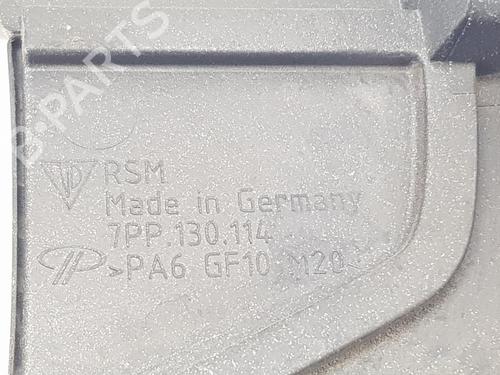 B-PARTS
RSM
Made in Germany
7PP.130.114
>PA6 GF10 M20